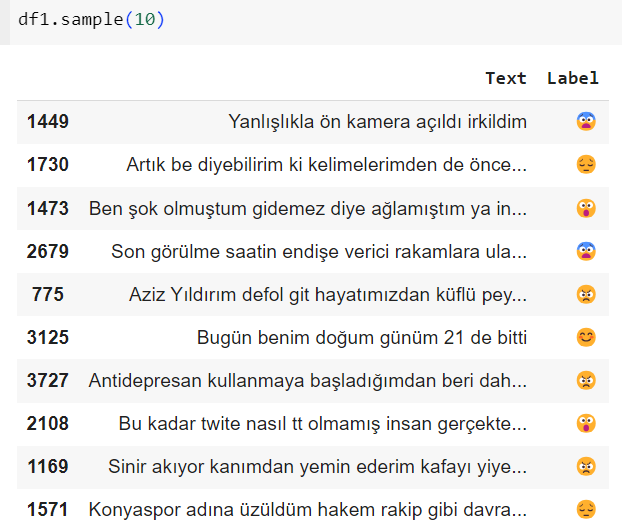 df1.sample(10)
Text Label
1449 Yanlışlıkla ön kamera açıldı irkildim 😨
1730 Artık be diyebilirim ki kelimelerimden de önce... 😔
1473 Ben şok olmuştum gidemez diye ağlamıştım ya in... 😲
2679 Son görülme saatin endişe verici rakamlara ula... 😨
775 Aziz Yıldırım defol git hayatımızdan küflü pey... 😠
3125 Bugün benim doğum günüm 21 de bitti 😊
3727 Antidepresan kullanmaya başladığımdan beri dah... 😠
2108 Bu kadar twite nasıl tt olmamış insan gerçekte... 😲
1169 Sinir akıyor kanımdan yemin ederim kafayı yiye... 😠
1571 Konyaspor adına üzüldüm hakem rakip gibi davra... 😔